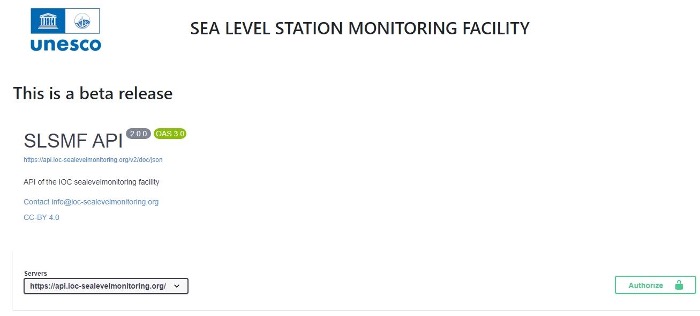 unesco
SEA LEVEL STATION MONITORING FACILITY
This is a beta release
SLSMF API 2.0.0 OAS 3.0
https://api.ioc-sealevelmonitoring.org/v2/doc/json
API of the IOC sealevelmonitoring facility
Contact info@ioc-sealevelmonitoring.org
CC-BY 4.0
Servers
https://api.ioc-sealevelmonitoring.org/
Authorize